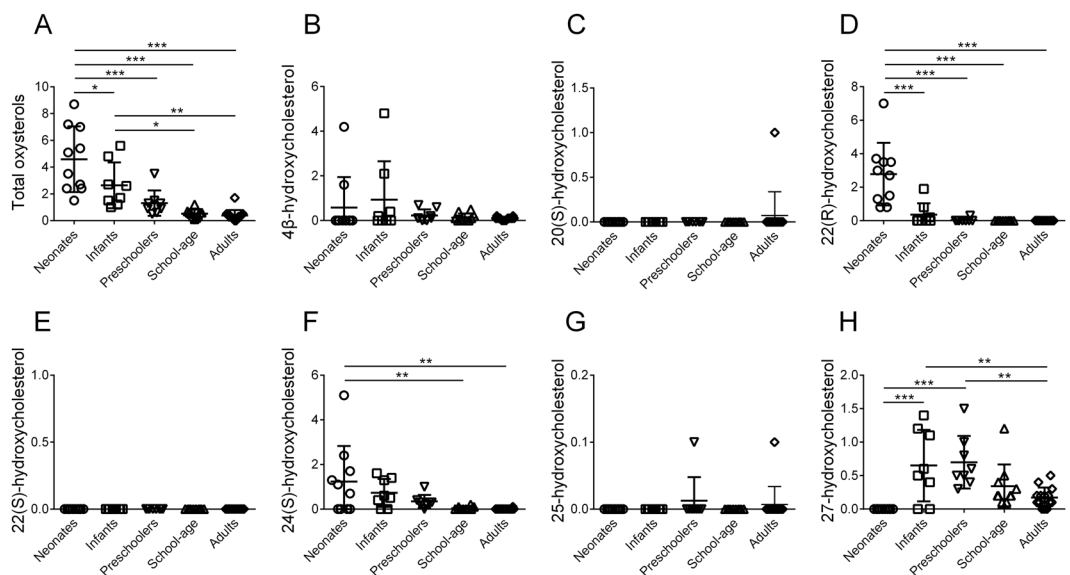 A
Total oxysterols
10
8
6
4
2
0
***
***
***
*
**
*
Neonates
Infants
Preschoolers
School-age
Adults
B
4β-hydroxycholesterol
6
4
2
0
Neonates
Infants
Preschoolers
School-age
Adults
C
20(S)-hydroxycholesterol
1.5
1.0
0.5
0.0
Neonates
Infants
Preschoolers
School-age
Adults
D
22(R)-hydroxycholesterol
8
6
4
2
0
***
***
***
***
Neonates
Infants
Preschoolers
School-age
Adults
E
22(S)-hydroxycholesterol
1.0
0.5
0.0
Neonates
Infants
Preschoolers
School-age
Adults
F
24(S)-hydroxycholesterol
6
4
2
0
**
**
Neonates
Infants
Preschoolers
School-age
Adults
G
25-hydroxycholesterol
0.2
0.1
0.0
Neonates
Infants
Preschoolers
School-age
Adults
H
27-hydroxycholesterol
2.0
1.5
1.0
0.5
0.0
**
***
**
***
Neonates
Infants
Preschoolers
School-age
Adults